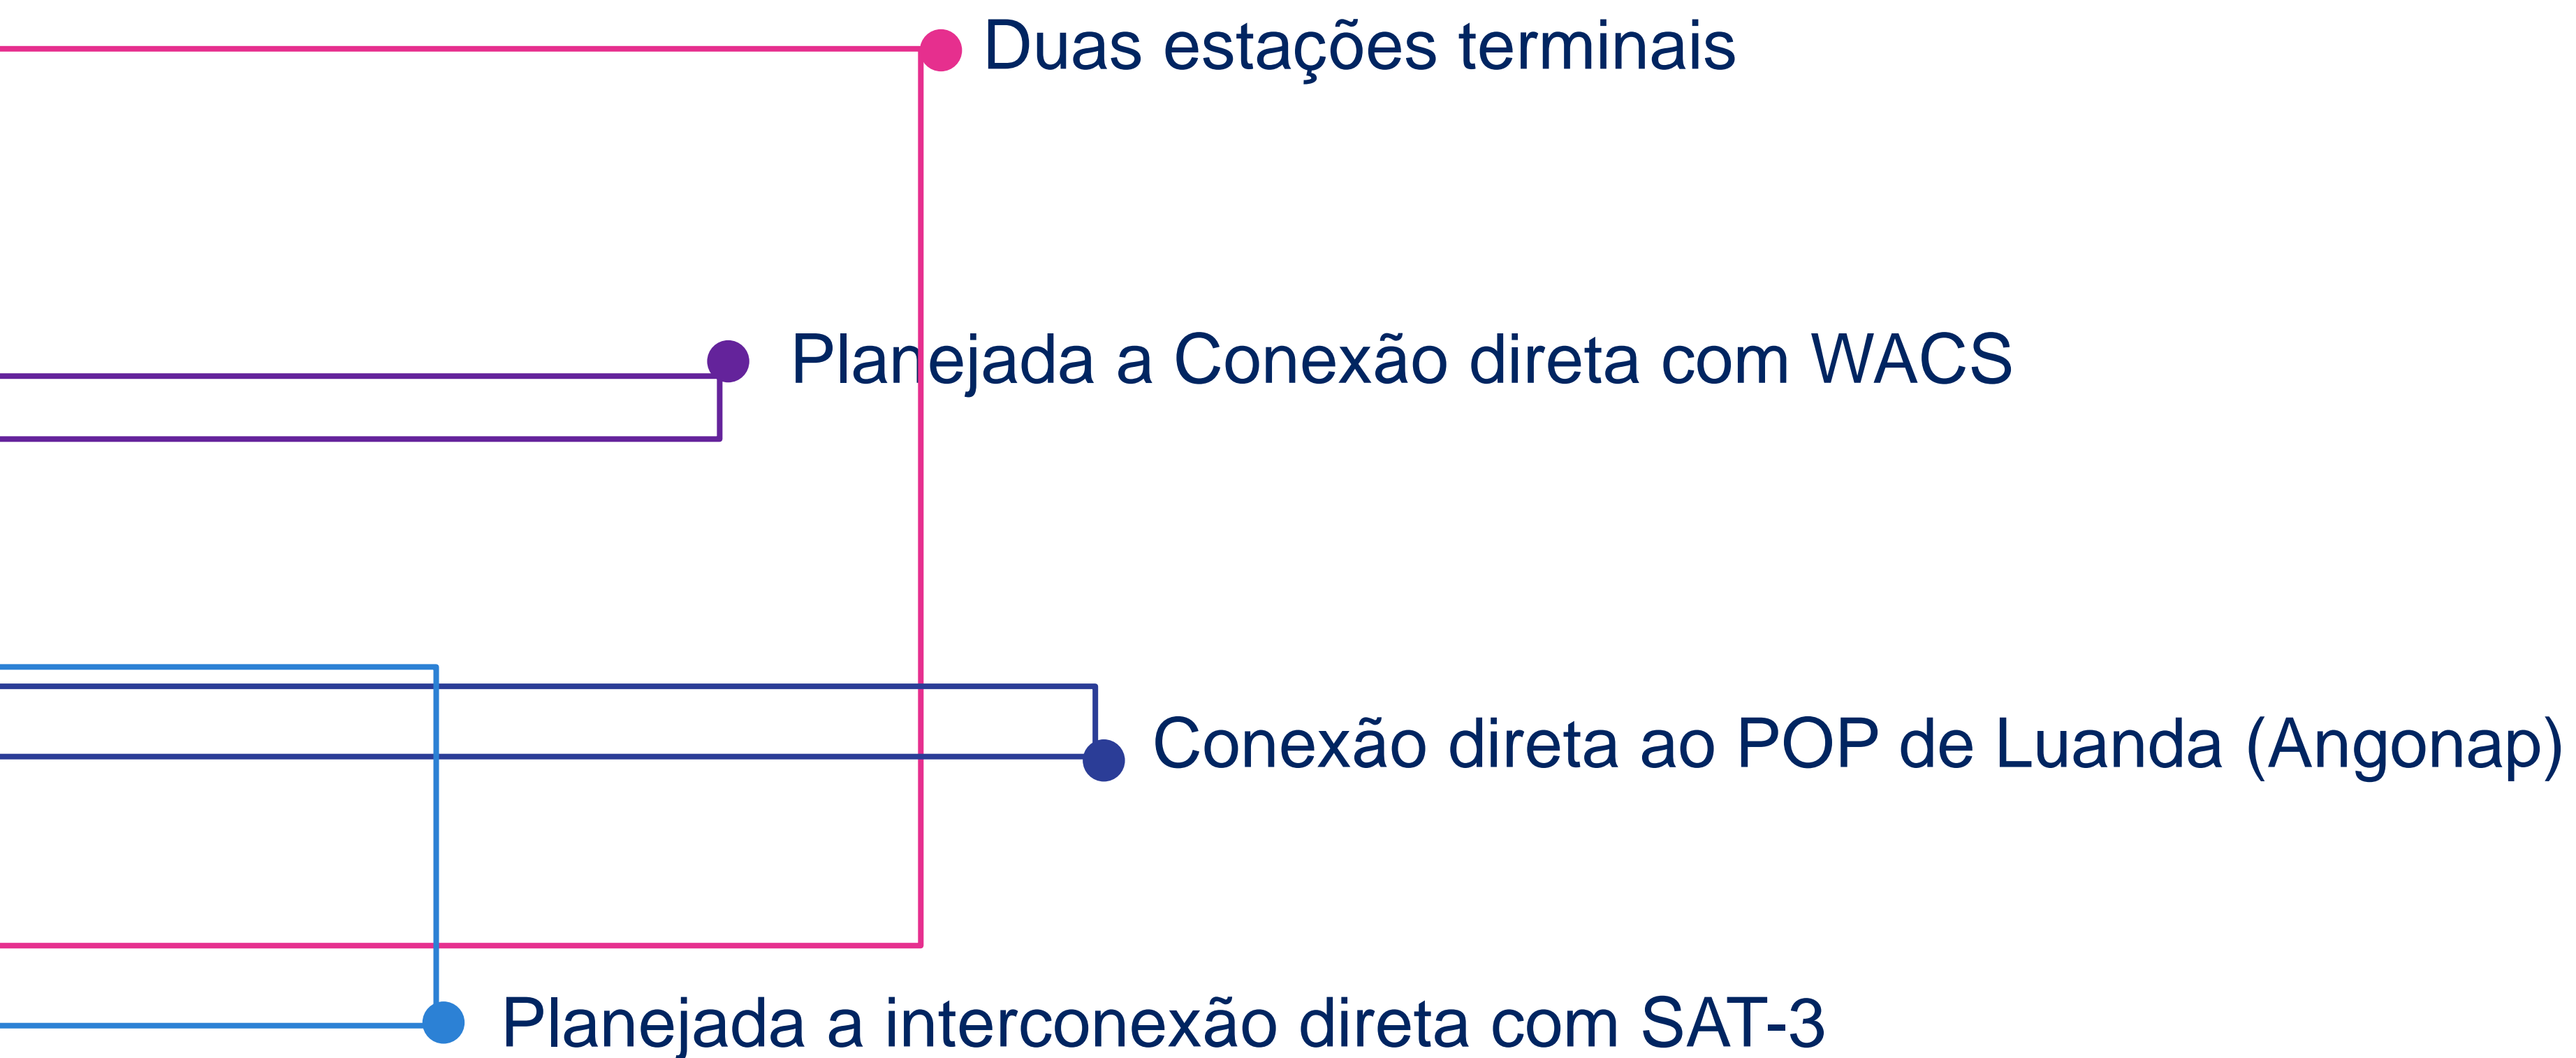 Duas estações terminais
Planejada a Conexão direta com WACS
Conexão direta ao POP de Luanda (Angonap)
Planejada a interconexão direta com SAT-3